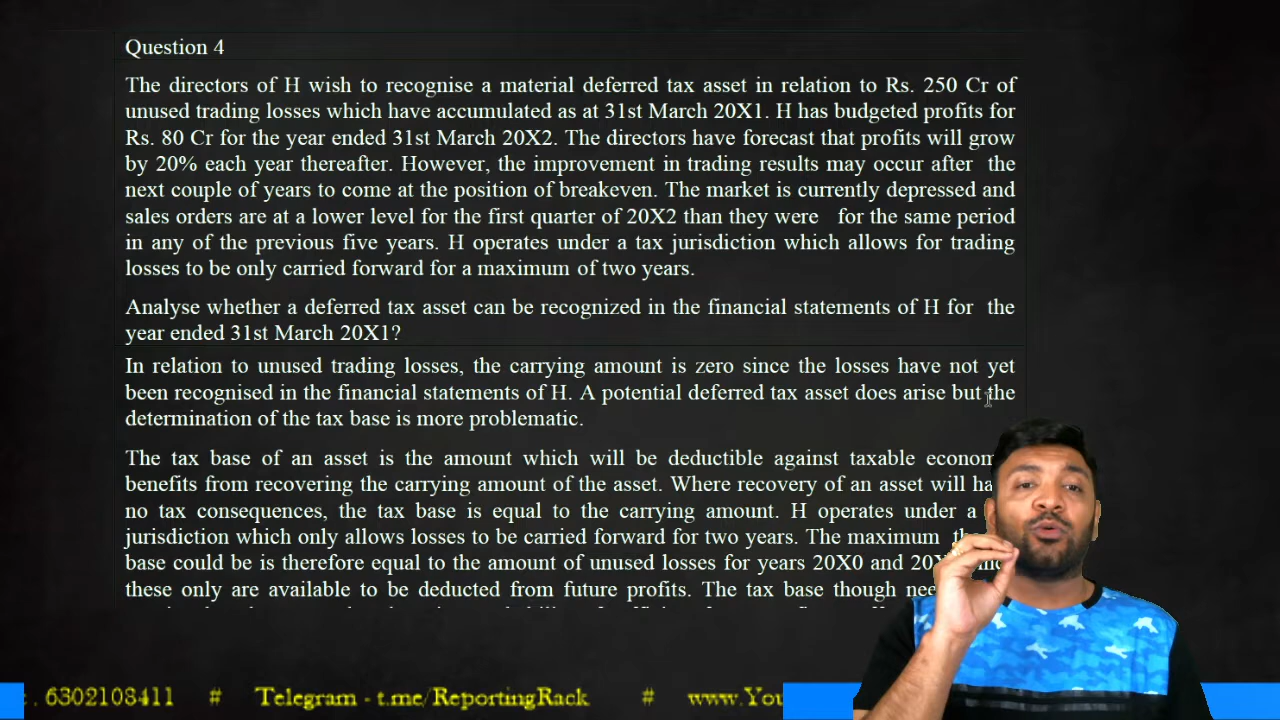 Question 4
The directors of H wish to recognise a material deferred tax asset in relation to Rs. 250 Cr of
unused trading losses which have accumulated as at 31st March 20X1. H has budgeted profits for
Rs. 80 Cr for the year ended 31st March 20X2. The directors have forecast that profits will grow
by 20% each year thereafter. However, the improvement in trading results may occur after the
next couple of years to come at the position of breakeven. The market is currently depressed and
sales orders are at a lower level for the first quarter of 20X2 than they were for the same period
in any of the previous five years. H operates under a tax jurisdiction which allows for trading
losses to be only carried forward for a maximum of two years.
Analyse whether a deferred tax asset can be recognized in the financial statements of H for the
year ended 31st March 20X1?
In relation to unused trading losses, the carrying amount is zero since the losses have not yet
been recognised in the financial statements of H. A potential deferred tax asset does arise but the
determination of the tax base is more problematic.
The tax base of an asset is the amount which will be deductible against taxable econom
benefits from recovering the carrying amount of the asset. Where recovery of an asset will ha
no tax consequences, the tax base is equal to the carrying amount. H operates under a
jurisdiction which only allows losses to be carried forward for two years. The maximum
base could be is therefore equal to the amount of unused losses for years 20X0 and
these only are available to be deducted from future profits. The tax base though nee
. 6302108411 # Telegram - t.me/ReportingRack # www.You